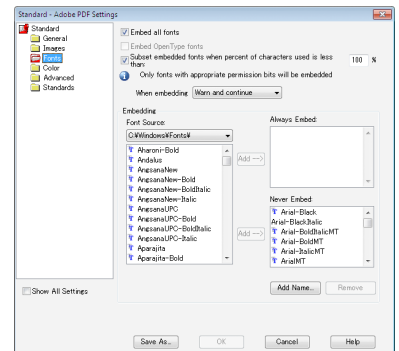 Standard - Adobe PDF Settings
Standard
General
Images
Fonts
Color
Advanced
Standards
Show All Settings
Embed all fonts
Embed OpenType fonts
Subset embedded fonts when percent of characters used is less than: 100 %
Only fonts with appropriate permission bits will be embedded
When embedding Warn and continue
Embedding
Font Source:
C:¥Windows¥Fonts¥
Aharoni-Bold
Andalus
AngsanaNew
AngsanaNew-Bold
AngsanaNew-BoldItalic
AngsanaNew-Italic
AngsanaUPC
AngsanaUPC-Bold
AngsanaUPC-BoldItalic
AngsanaUPC-Italic
Aparajita
Aparajita-Bold
Add -->
Add -->
Always Embed:
Never Embed:
Arial-Black
Arial-BlackItalic
Arial-BoldItalicMT
Arial-BoldMT
Arial-ItalicMT
ArialMT
Add Name... Remove
Save As... OK Cancel Help